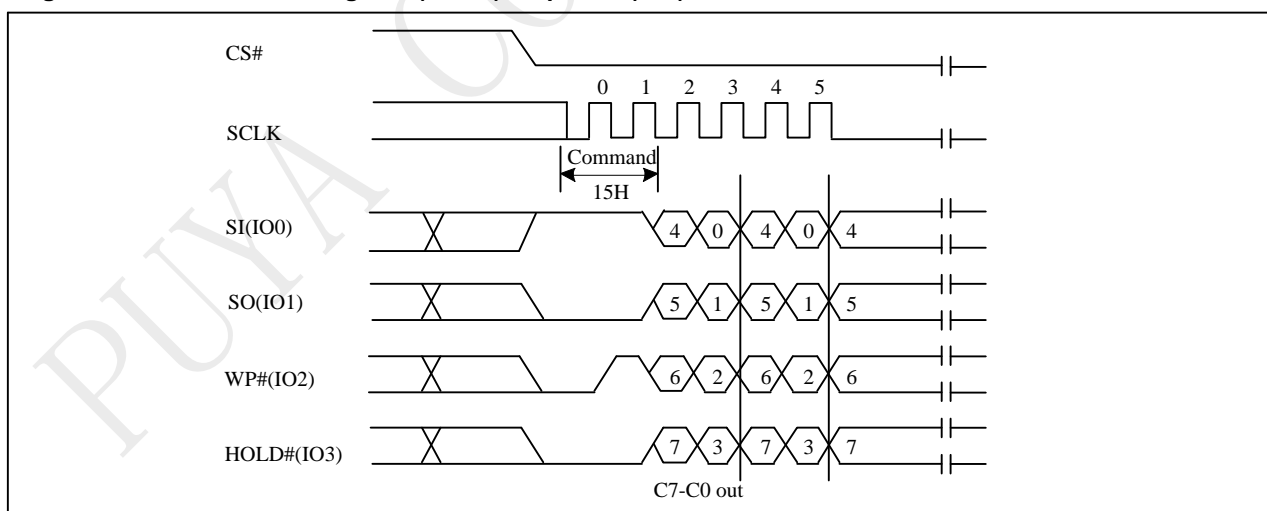 CS#
0 1 2 3 4 5
SCLK
Command
15H
SI(IO0) 4 0 4 0 4
SO(IO1) 5 1 5 1 5
WP#(IO2) 6 2 6 2 6
HOLD#(IO3) 7 3 7 3 7
C7-C0 out
PUYA